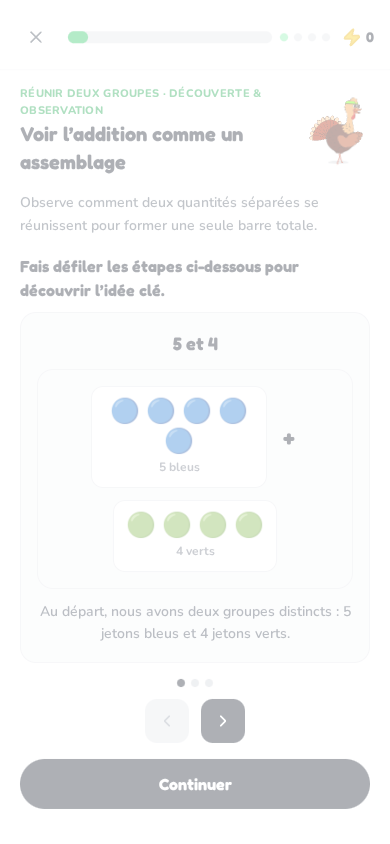 0
RÉUNIR DEUX GROUPES · DÉCOUVERTE &
OBSERVATION
Voir l’addition comme un
assemblage
Observe comment deux quantités séparées se
réunissent pour former une seule barre totale.
Fais défiler les étapes ci-dessous pour
découvrir l’idée clé.
5 et 4
+
5 bleus
4 verts
Au départ, nous avons deux groupes distincts : 5
jetons bleus et 4 jetons verts.
Continuer